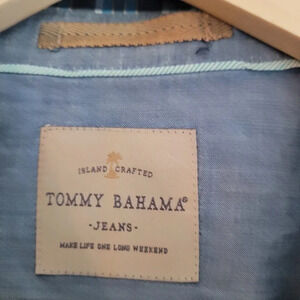 ISLAND CRAFTED
TOMMY BAHAMA®
-JEANS-
MAKE LIFE ONE LONG WEEKEND